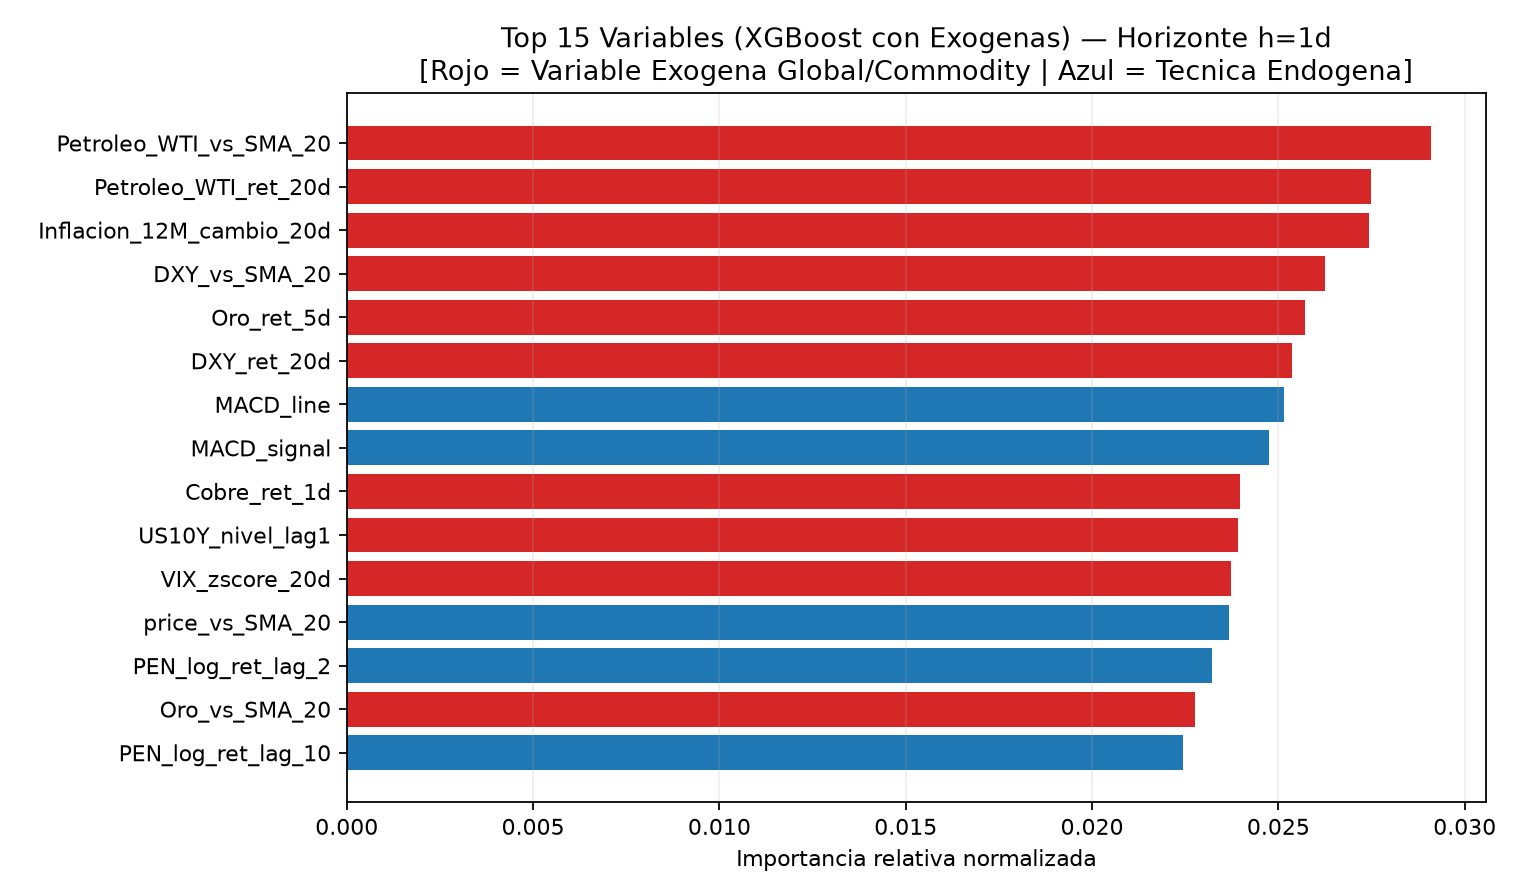 Top 15 Variables (XGBoost con Exogenas) — Horizonte h=1d
[Rojo = Variable Exogena Global/Commodity | Azul = Tecnica Endogena]
Petroleo_WTI_vs_SMA_20
Petroleo_WTI_ret_20d
Inflacion_12M_cambio_20d
DXY_vs_SMA_20
Oro_ret_5d
DXY_ret_20d
MACD_line
MACD_signal
Cobre_ret_1d
US10Y_nivel_lag1
VIX_zscore_20d
price_vs_SMA_20
PEN_log_ret_lag_2
Oro_vs_SMA_20
PEN_log_ret_lag_10
0.000 0.005 0.010 0.015 0.020 0.025 0.030
Importancia relativa normalizada